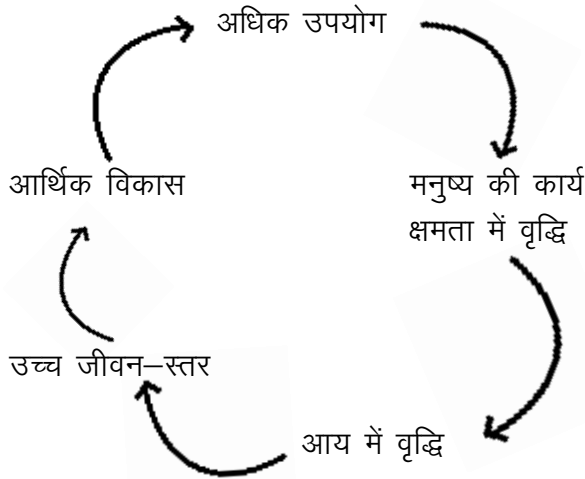 अधिक उपयोग
आर्थिक विकास
मनुष्य की कार्य
क्षमता में वृद्धि
उच्च जीवन–स्तर
आय में वृद्धि